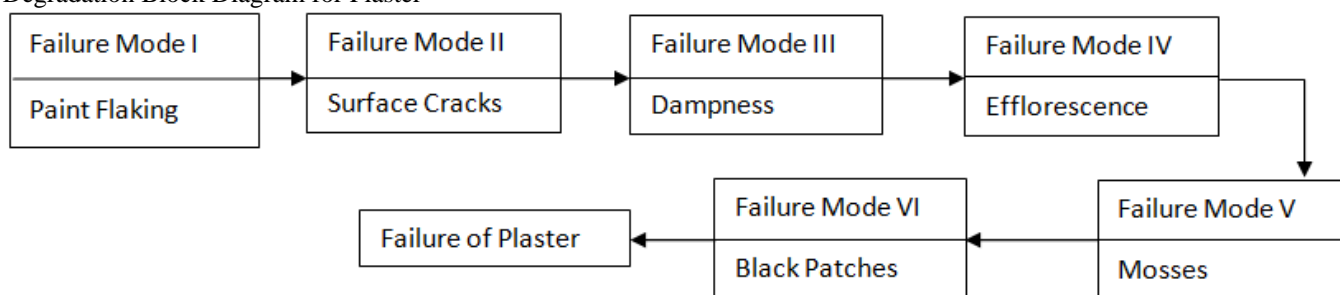 Degradation Block Diagram for Plaster
Failure Mode I
Paint Flaking
Failure Mode II
Surface Cracks
Failure Mode III
Dampness
Failure Mode IV
Efflorescence
Failure Mode V
Mosses
Failure Mode VI
Black Patches
Failure of Plaster